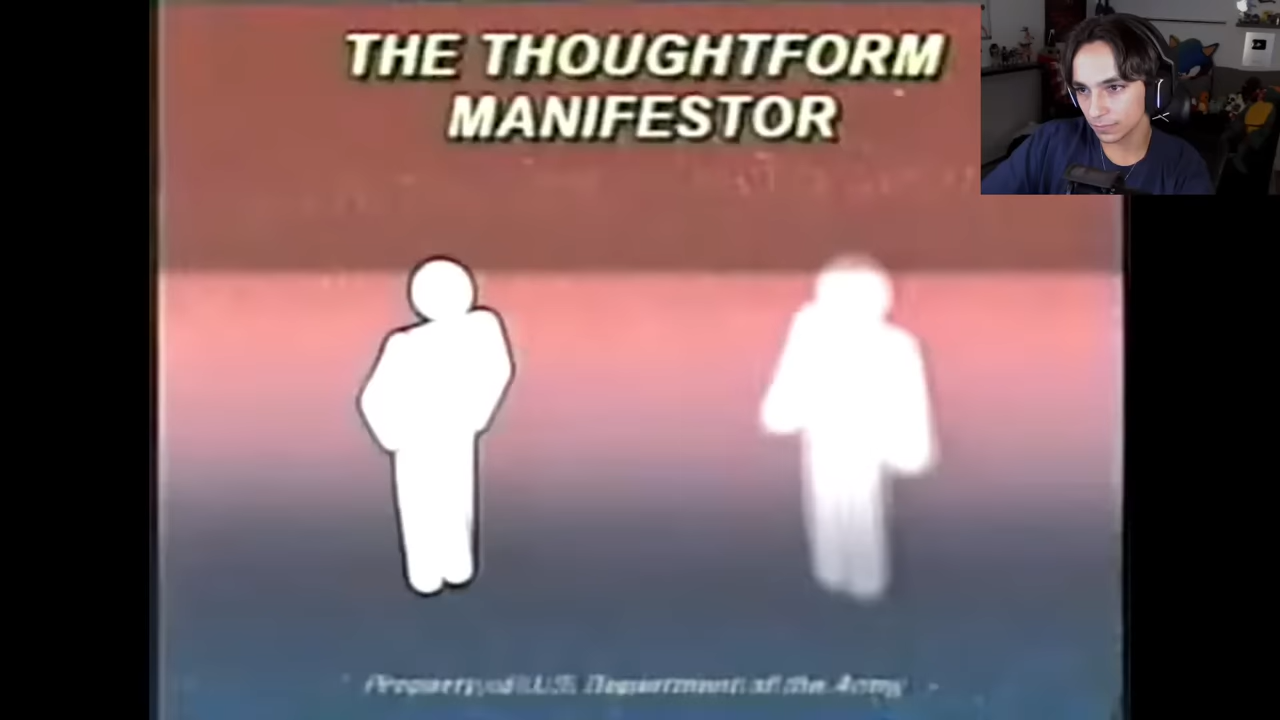 THE THOUGHTFORM
MANIFESTOR
Property of U.S. Department of the Army